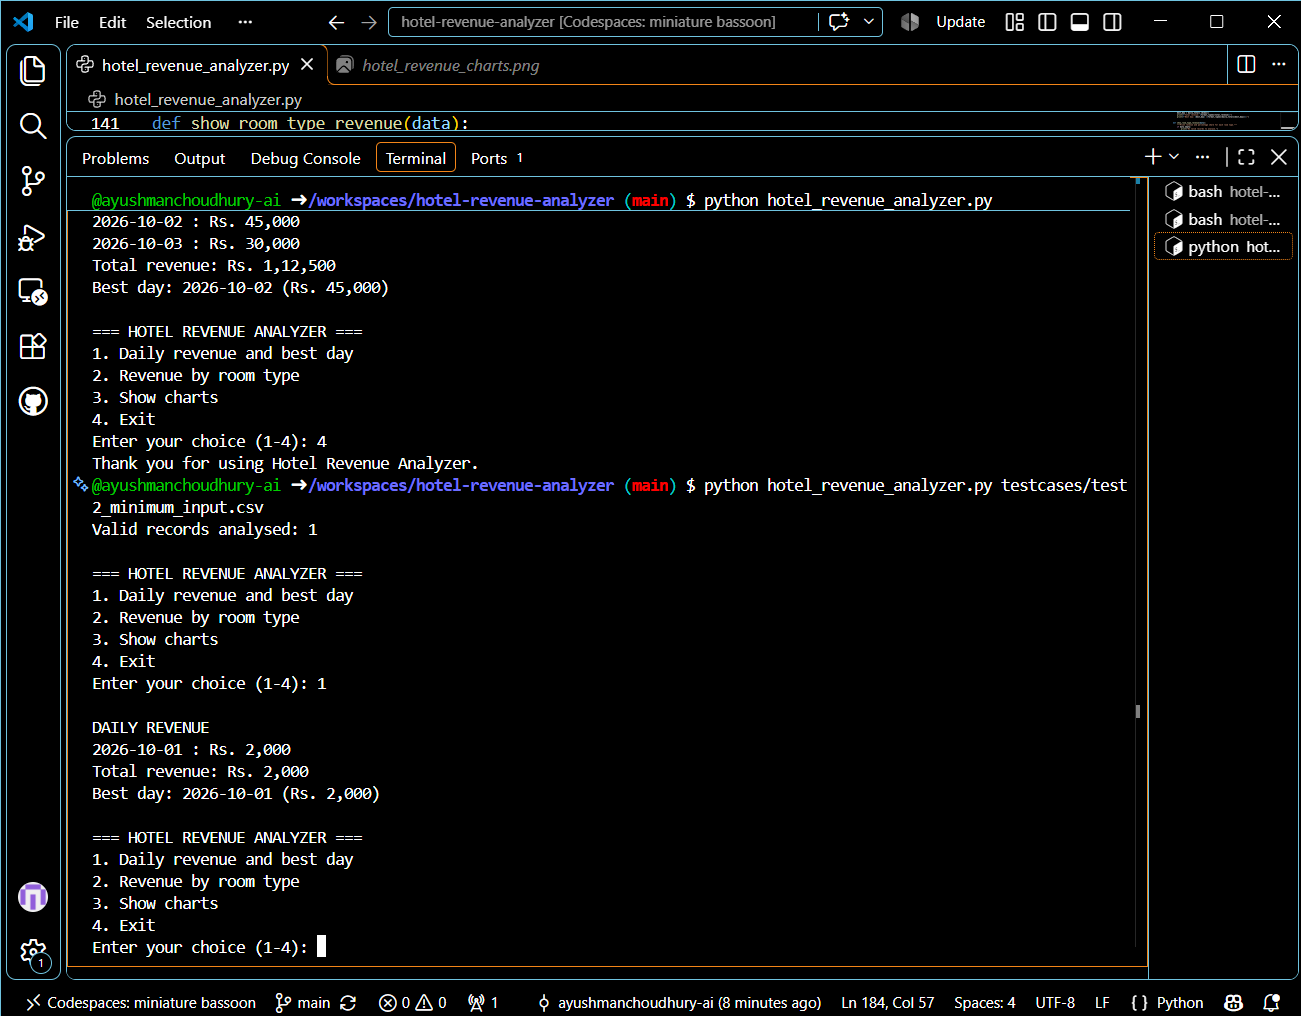 File Edit Selection ···
hotel-revenue-analyzer [Codespaces: miniature bassoon]
Update
hotel_revenue_analyzer.py
hotel_revenue_charts.png
hotel_revenue_analyzer.py
141 def show_room_type_revenue(data):
Problems Output Debug Console Terminal Ports 1
@ayushmanchoudhury-ai ➜/workspaces/hotel-revenue-analyzer (main) $ python hotel_revenue_analyzer.py
2026-10-02 : Rs. 45,000
2026-10-03 : Rs. 30,000
Total revenue: Rs. 1,12,500
Best day: 2026-10-02 (Rs. 45,000)
=== HOTEL REVENUE ANALYZER ===
1. Daily revenue and best day
2. Revenue by room type
3. Show charts
4. Exit
Enter your choice (1-4): 4
Thank you for using Hotel Revenue Analyzer.
@ayushmanchoudhury-ai ➜/workspaces/hotel-revenue-analyzer (main) $ python hotel_revenue_analyzer.py testcases/test
2_minimum_input.csv
Valid records analysed: 1
=== HOTEL REVENUE ANALYZER ===
1. Daily revenue and best day
2. Revenue by room type
3. Show charts
4. Exit
Enter your choice (1-4): 1
DAILY REVENUE
2026-10-01 : Rs. 2,000
Total revenue: Rs. 2,000
Best day: 2026-10-01 (Rs. 2,000)
=== HOTEL REVENUE ANALYZER ===
1. Daily revenue and best day
2. Revenue by room type
3. Show charts
4. Exit
Enter your choice (1-4):
bash hotel-...
bash hotel-...
python hot...
1
Codespaces: miniature bassoon main 0 0 1 ayushmanchoudhury-ai (8 minutes ago) Ln 184, Col 57 Spaces: 4 UTF-8 LF {} Python